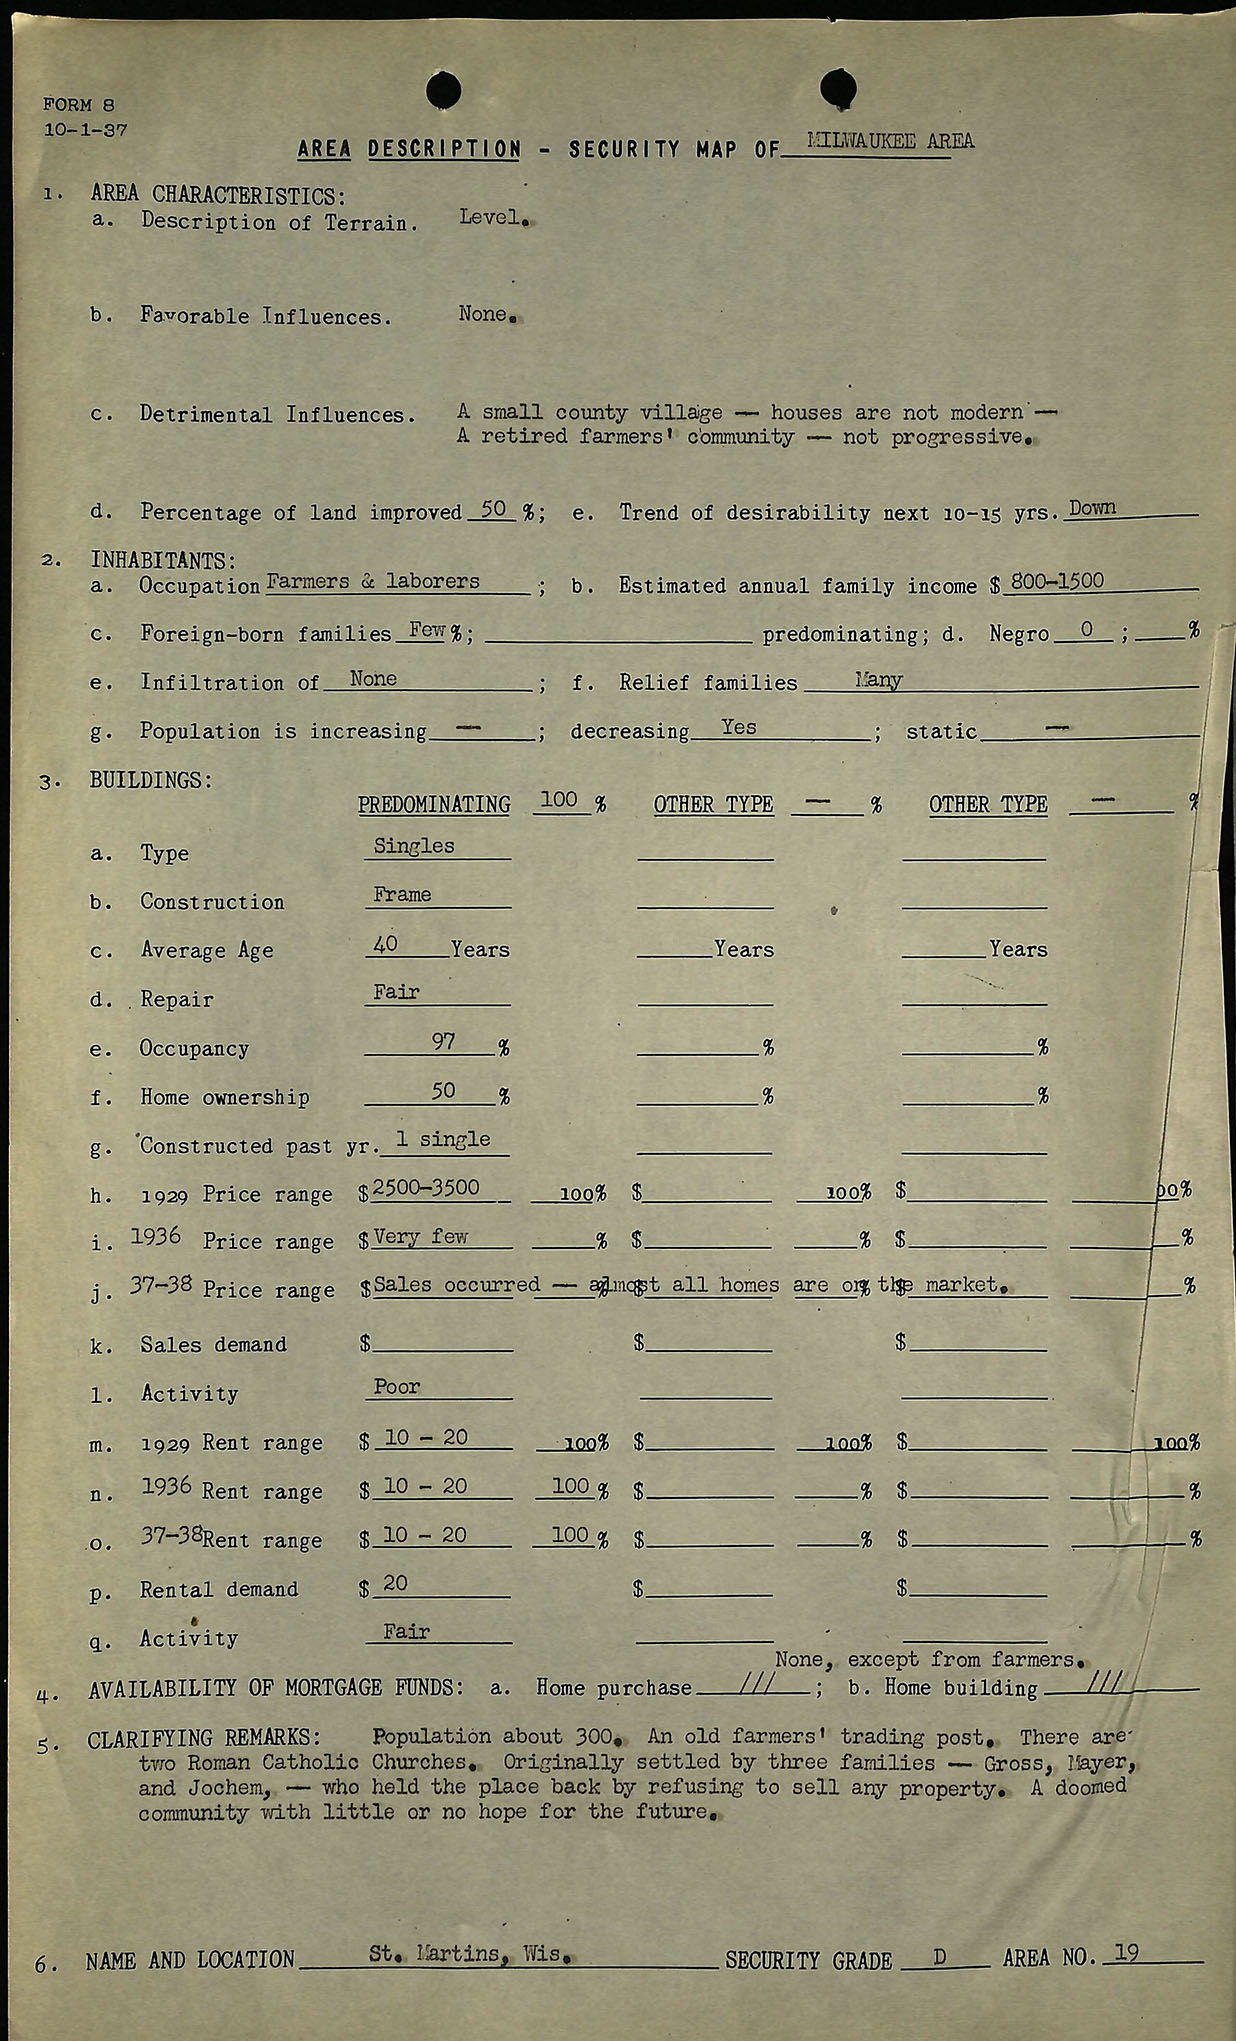 FORM 8
10-1-37
AREA DESCRIPTION - SECURITY MAP OF MILWAUKEE AREA
1. AREA CHARACTERISTICS:
a. Description of Terrain. Level.
b. Favorable Influences. None.
c. Detrimental Influences. A small county village — houses are not modern —
A retired farmers' community — not progressive.
d. Percentage of land improved 50 %; e. Trend of desirability next 10-15 yrs. Down
2. INHABITANTS:
a. Occupation Farmers & laborers ; b. Estimated annual family income $ 800-1500
c. Foreign-born families Few %; predominating; d. Negro 0 ; %
e. Infiltration of None ; f. Relief families Many
g. Population is increasing — ; decreasing Yes ; static —
3. BUILDINGS:
PREDOMINATING 100 % OTHER TYPE — % OTHER TYPE — %
a. Type Singles
b. Construction Frame
c. Average Age 40 Years Years Years
d. Repair Fair
e. Occupancy 97 % % %
f. Home ownership 50 % % %
g. Constructed past yr. 1 single
h. 1929 Price range $ 2500-3500 100% $ 100% $ 00%
i. 1936 Price range $ Very few % $ % $ %
j. 37-38 Price range $ Sales occurred — almost all homes are on the market. %
k. Sales demand $ $ $
l. Activity Poor
m. 1929 Rent range $ 10 - 20 100% $ 100% $ 100%
n. 1936 Rent range $ 10 - 20 100 % $ % $ %
o. 37-38 Rent range $ 10 - 20 100 % $ % $ %
p. Rental demand $ 20 $ $
q. Activity Fair
None, except from farmers.
4. AVAILABILITY OF MORTGAGE FUNDS: a. Home purchase /// ; b. Home building ///
5. CLARIFYING REMARKS: Population about 300. An old farmers' trading post. There are
two Roman Catholic Churches. Originally settled by three families — Gross, Mayer,
and Jochem, — who held the place back by refusing to sell any property. A doomed
community with little or no hope for the future.
6. NAME AND LOCATION St. Martins, Wis. SECURITY GRADE D AREA NO. 19